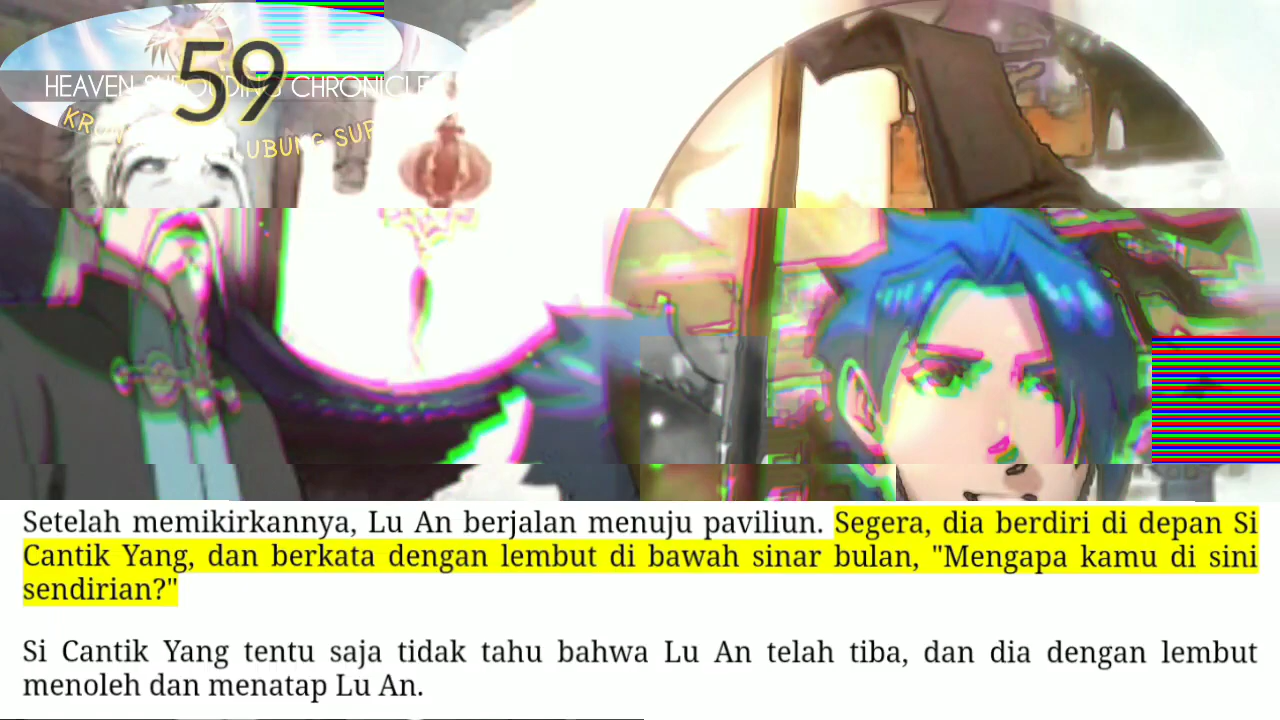 59
HEAVEN CHRONICLES
Setelah memikirkannya, Lu An berjalan menuju paviliun. Segera, dia berdiri di depan Si
Cantik Yang, dan berkata dengan lembut di bawah sinar bulan, "Mengapa kamu di sini
sendirian?"
Si Cantik Yang tentu saja tidak tahu bahwa Lu An telah tiba, dan dia dengan lembut
menoleh dan menatap Lu An.